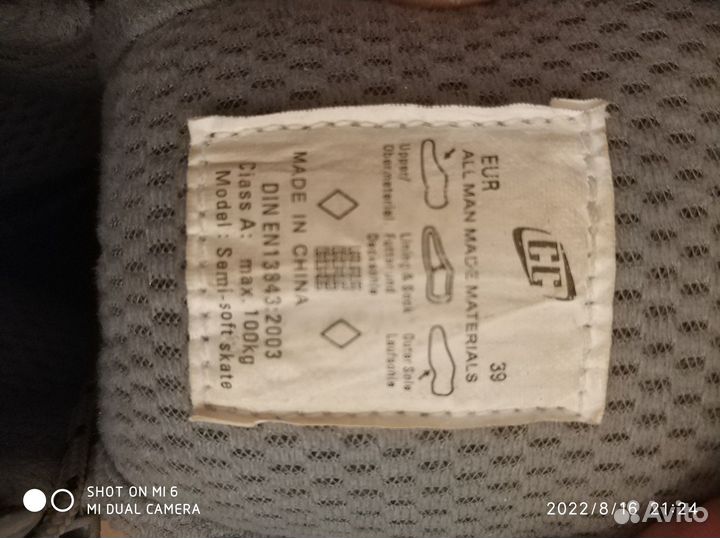 CG
EUR 39
ALL MAN MADE MATERIALS
Upper/ Lining & Sock Outer Sole
Obermaterial Futter und Laufsohle
Decksohle
MADE IN CHINA
DIN EN13843:2003
Class A: max. 100kg
Model: Semi-soft skate
SHOT ON MI 6
MI DUAL CAMERA
2022/8/16 21:24
Avito